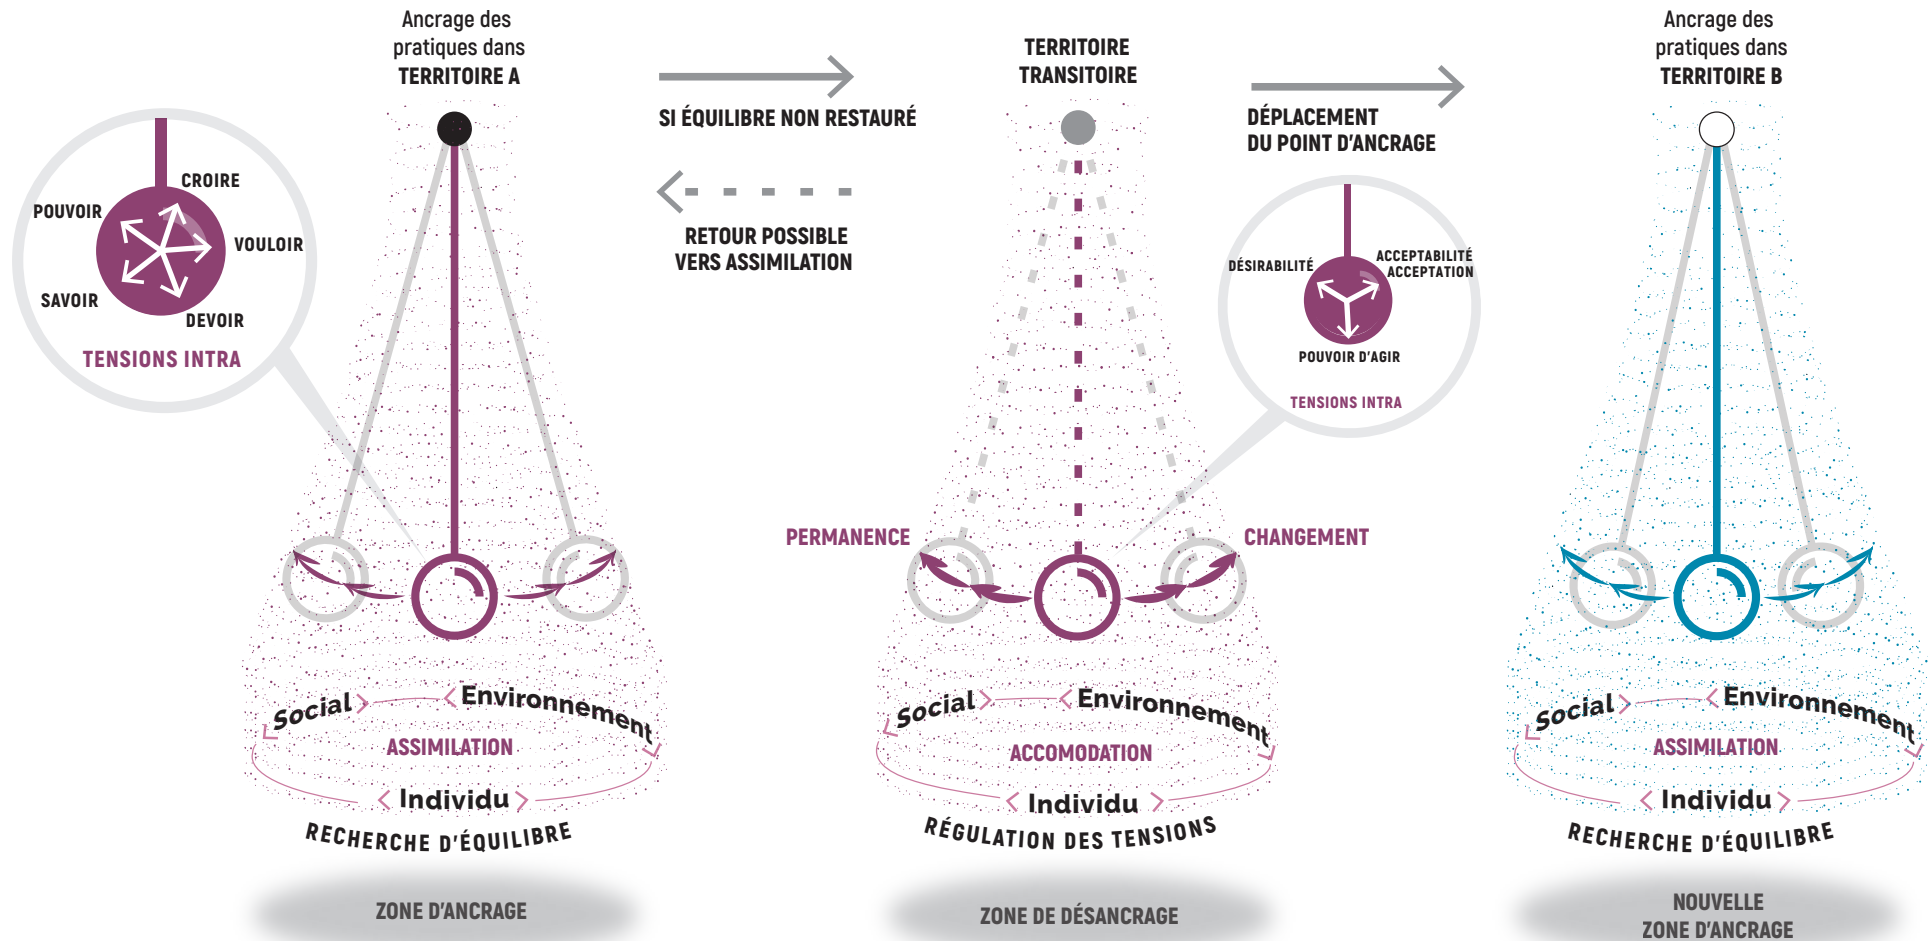 Ancrage des
pratiques dans
TERRITOIRE A
CROIRE
POUVOIR
VOULOIR
SAVOIR
DEVOIR
TENSIONS INTRA
SI ÉQUILIBRE NON RESTAURÉ
RETOUR POSSIBLE
VERS ASSIMILATION
Social
Environnement
ASSIMILATION
Individu
RECHERCHE D'ÉQUILIBRE
ZONE D'ANCRAGE
TERRITOIRE
TRANSITOIRE
DÉPLACEMENT
DU POINT D'ANCRAGE
DÉSIRABILITÉ
ACCEPTABILITÉ
ACCEPTATION
POUVOIR D'AGIR
TENSIONS INTRA
PERMANENCE
CHANGEMENT
Social
Environnement
ACCOMODATION
Individu
RÉGULATION DES TENSIONS
ZONE DE DÉSANCRAGE
Ancrage des
pratiques dans
TERRITOIRE B
Social
Environnement
ASSIMILATION
Individu
RECHERCHE D'ÉQUILIBRE
NOUVELLE
ZONE D'ANCRAGE